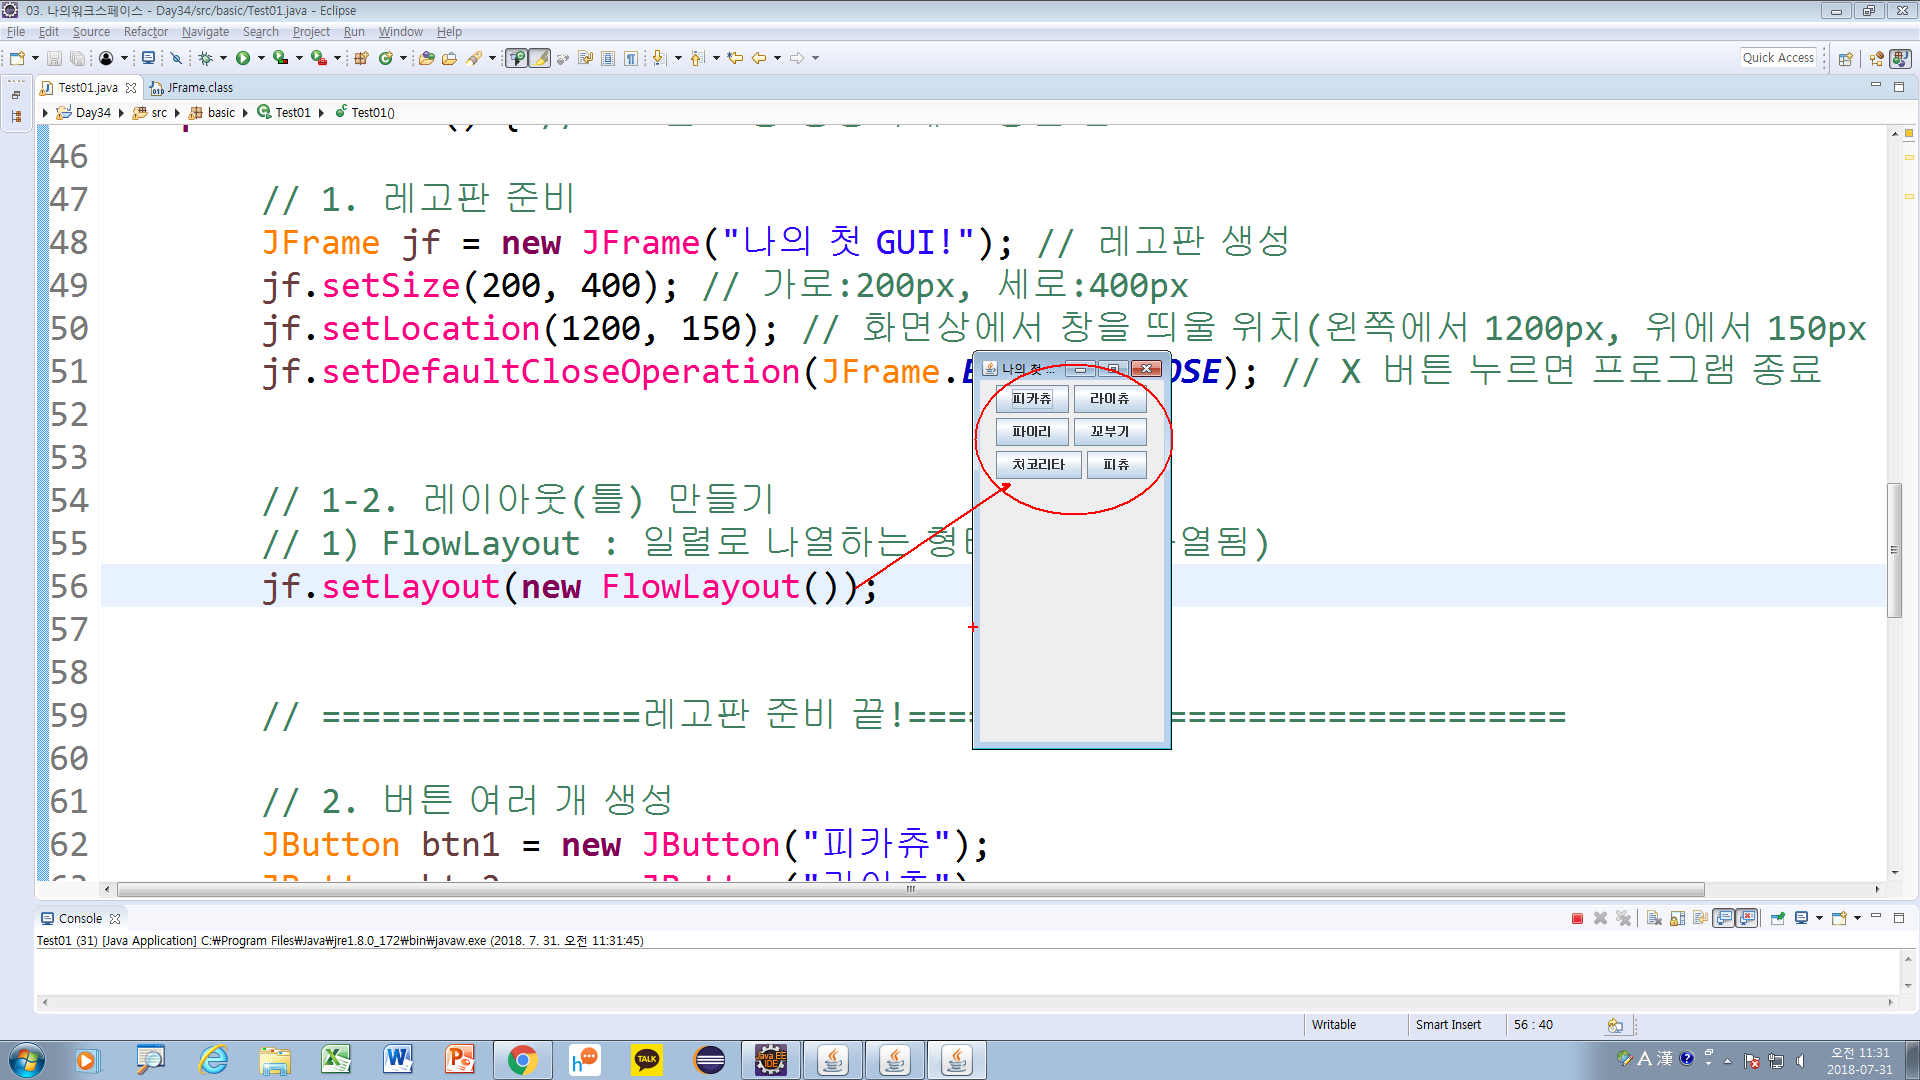 03. 나의워크스페이스 - Day34/src/basic/Test01.java - Eclipse
File Edit Source Refactor Navigate Search Project Run Window Help
Quick Access
Test01.java JFrame.class
Day34 src basic Test01 Test01()
46
47 // 1. 레고판 준비
48 JFrame jf = new JFrame("나의 첫 GUI!"); // 레고판 생성
49 jf.setSize(200, 400); // 가로:200px, 세로:400px
50 jf.setLocation(1200, 150); // 화면상에서 창을 띄울 위치(왼쪽에서 1200px, 위에서 150px
51 jf.setDefaultCloseOperation(JFrame. OSE); // X 버튼 누르면 프로그램 종료
나의 첫 ...
피카츄 라이츄
파이리 꼬부기
치코리타 피츄
52
53
54 // 1-2. 레이아웃(틀) 만들기
55 // 1) FlowLayout : 일렬로 나열하는 열됨)
56 jf.setLayout(new FlowLayout());
57
58
59 // ================레고판 준비 끝!=== ====================
60
61 // 2. 버튼 여러 개 생성
62 JButton btn1 = new JButton("피카츄");
Console
Test01 (31) [Java Application] C:₩Program Files₩Java₩jre1.8.0_172₩bin₩javaw.exe (2018. 7. 31. 오전 11:31:45)
Writable Smart Insert 56 : 40
TALK
Java EE IDE
A 漢
오전 11:31
2018-07-31